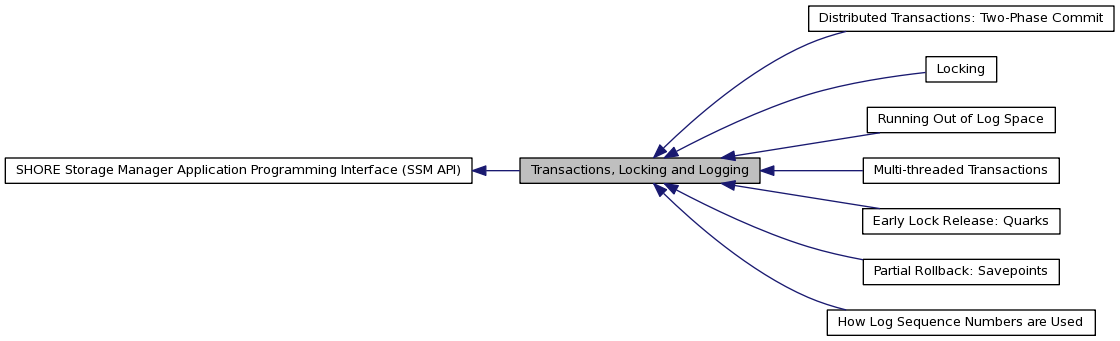 Distributed Transactions: Two-Phase Commit
Locking
Running Out of Log Space
SHORE Storage Manager Application Programming Interface (SSM API)
Transactions, Locking and Logging
Multi-threaded Transactions
Early Lock Release: Quarks
Partial Rollback: Savepoints
How Log Sequence Numbers are Used